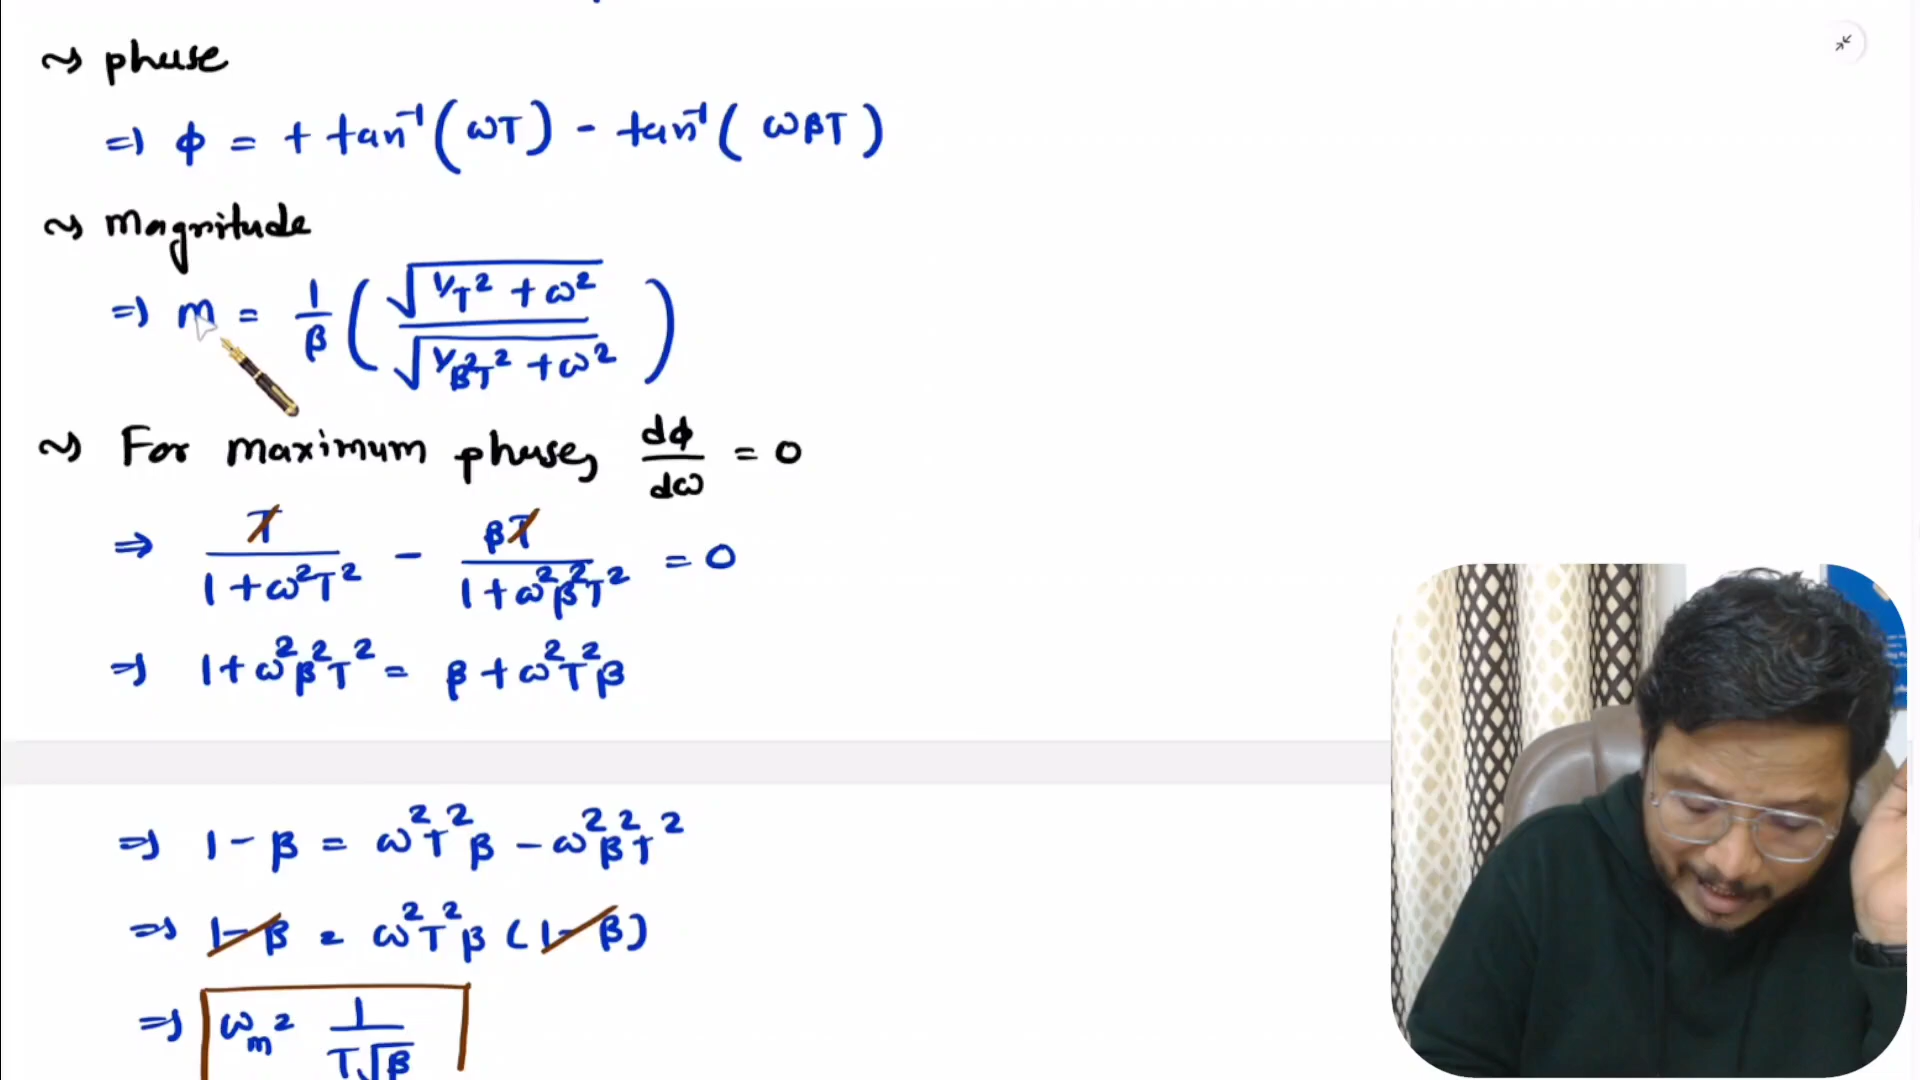 ~> phase
=> φ = + tan⁻¹(ωT) - tan⁻¹(ωβT)
~> Magnitude
=> m = 1/β ( √(1/T² + ω²) / √(1/β²T² + ω²) )
~> For maximum phase, dφ/dω = 0
=> T/(1+ω²T²) - βT/(1+ω²β²T²) = 0
=> 1+ω²β²T² = β+ω²T²β
=> 1-β = ω²T²β - ω²β²T²
=> 1-β = ω²T²β (1-β)
=> ωm = 1/(T√β)